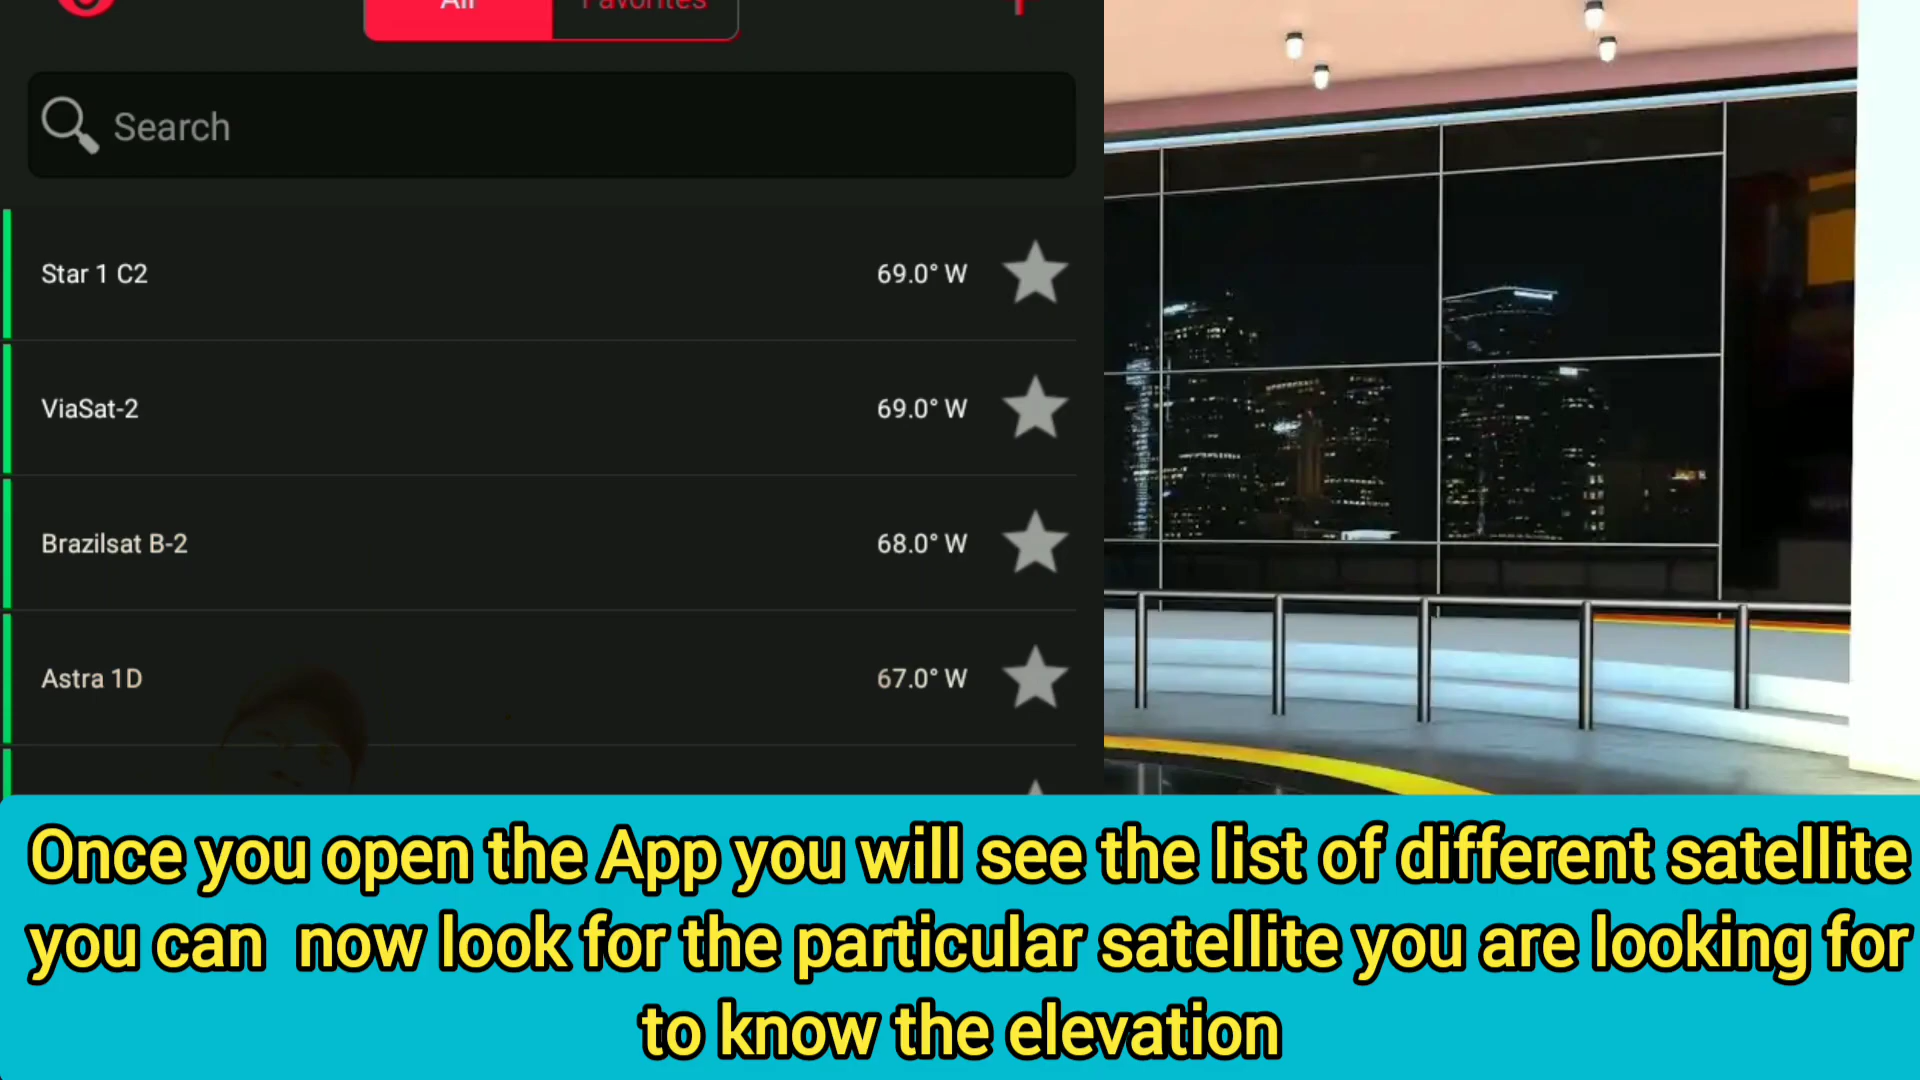 All Favorites
Search
Star 1 C2 69.0° W
ViaSat-2 69.0° W
Brazilsat B-2 68.0° W
Astra 1D 67.0° W
Once you open the App you will see the list of different satellite
you can now look for the particular satellite you are looking for
to know the elevation